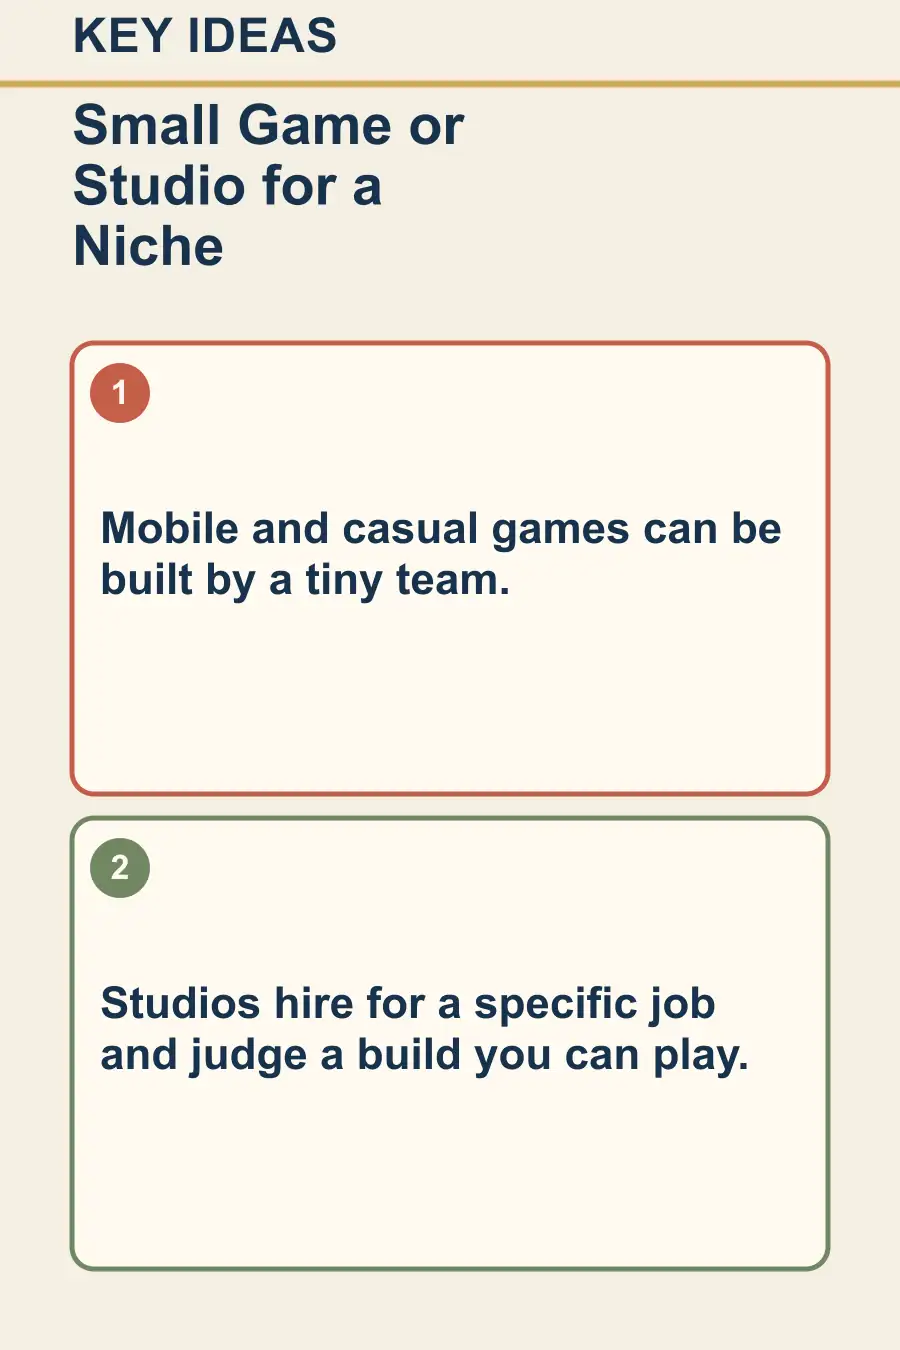 KEY IDEAS
Small Game or
Studio for a
Niche
1
Mobile and casual games can be
built by a tiny team.
2
Studios hire for a specific job
and judge a build you can play.